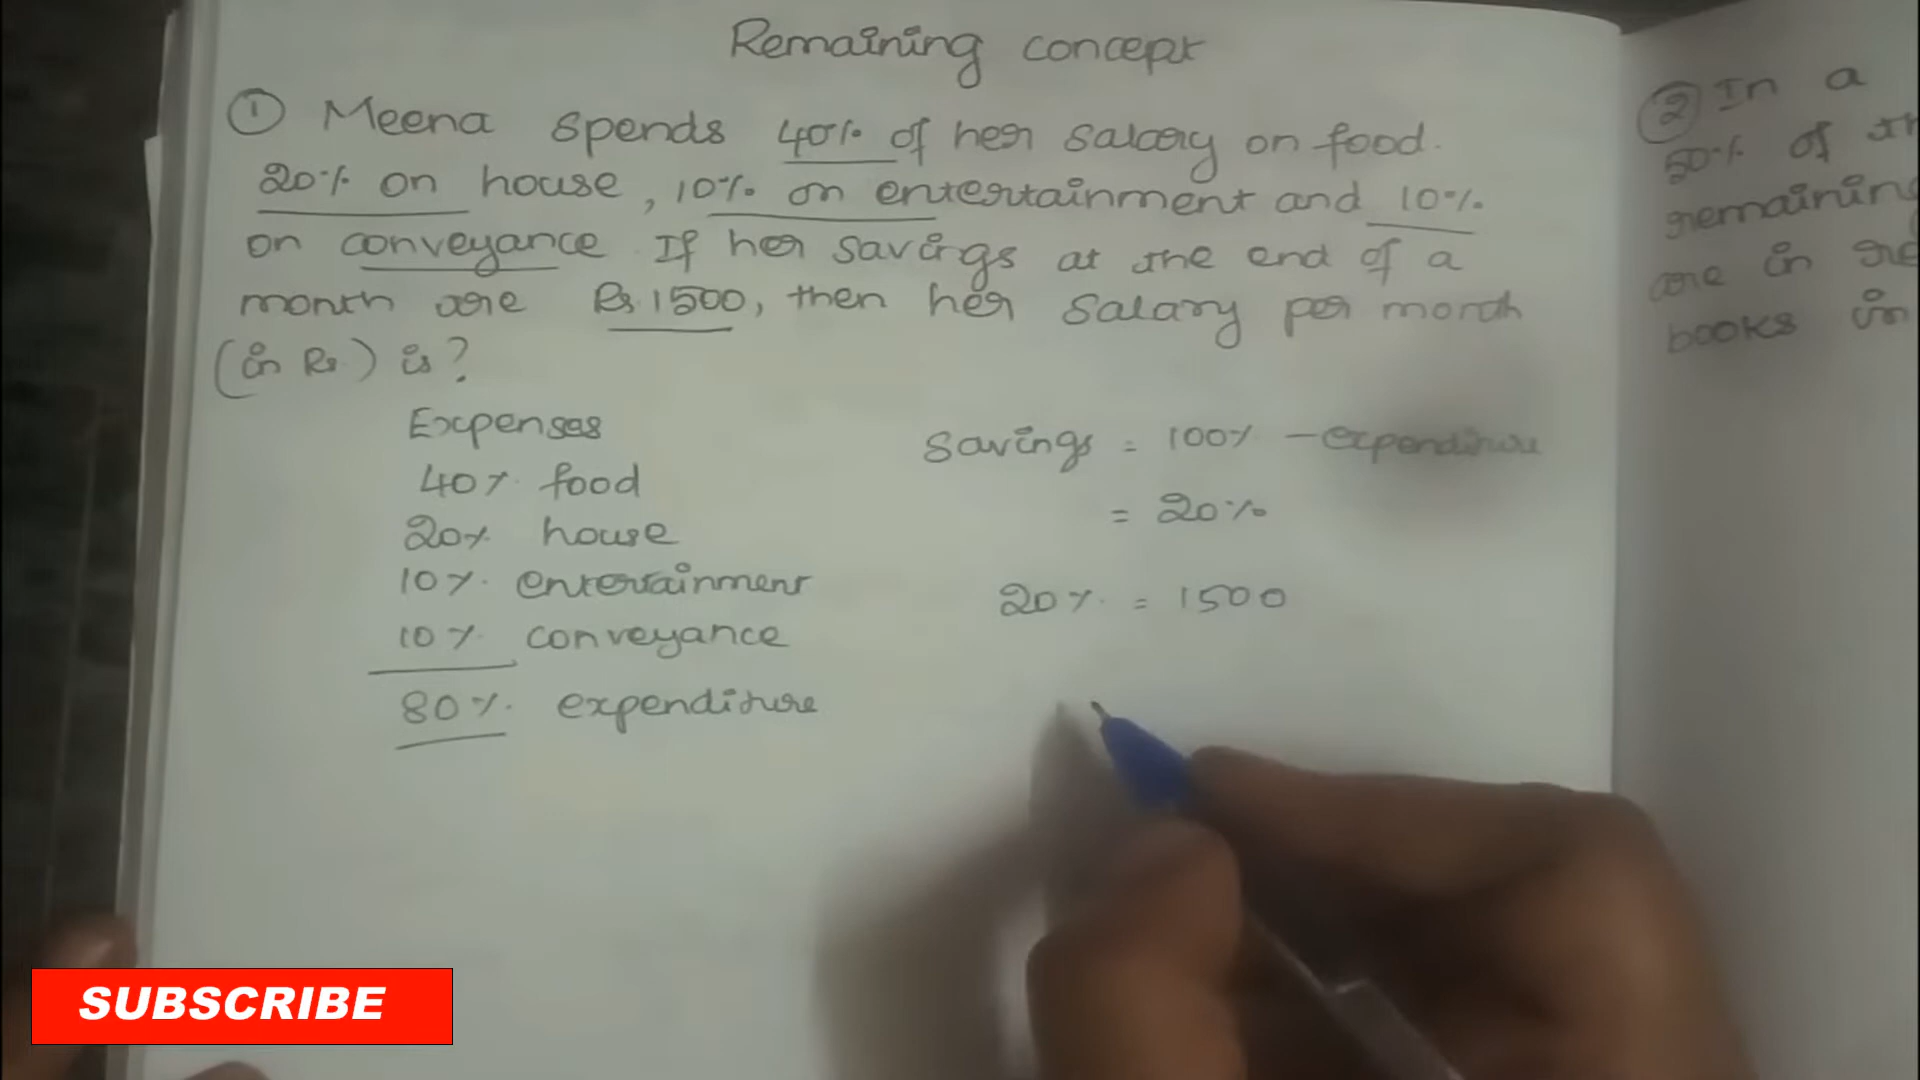 Remaining concept
① Meena spends 40% of her salary on food.
20% on house, 10% on entertainment and 10%
on conveyance. If her savings at the end of a
month are Rs.1500, then her salary per month
(in Rs.) is?
Expenses
40% food
20% house
10% entertainment
10% conveyance
80% expenditure
Savings = 100% - expenditure
= 20%
20% = 1500
② In a
50% of
remaining
are in
books in
SUBSCRIBE